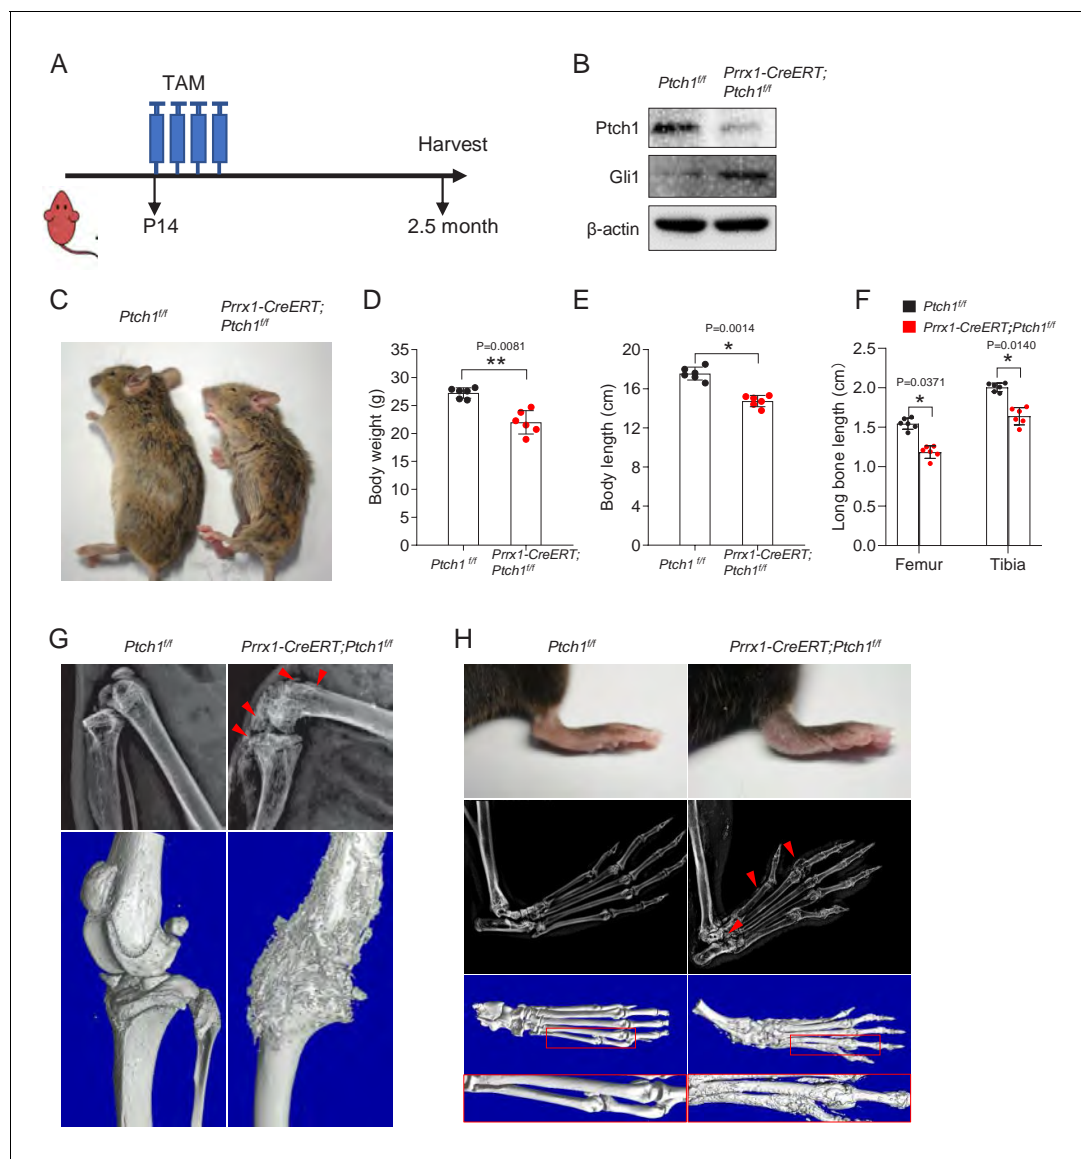 A
TAM
Harvest
P14
2.5 month
B
Ptch1f/f
Prrx1-CreERT;
Ptch1f/f
Ptch1
Gli1
β-actin
C
Ptch1f/f
Prrx1-CreERT;
Ptch1f/f
D
P=0.0081
**
35
30
25
20
15
10
5
0
Body weight (g)
Ptch1 f/f
Prrx1-CreERT;
Ptch1f/f
E
P=0.0014
*
20
16
12
8
4
0
Body length (cm)
Ptch1 f/f
Prrx1-CreERT;
Ptch1f/f
F
Ptch1f/f
Prrx1-CreERT;Ptch1f/f
P=0.0140
*
P=0.0371
*
2.5
2.0
1.5
1.0
0.5
0.0
Long bone length (cm)
Femur
Tibia
G
Ptch1f/f
Prrx1-CreERT;Ptch1f/f
H
Ptch1f/f
Prrx1-CreERT;Ptch1f/f